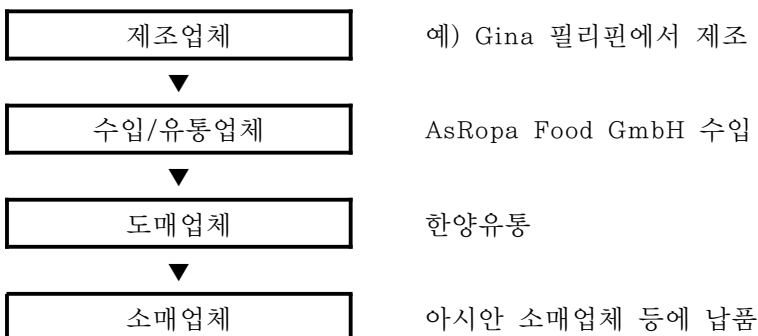 제조업체 예) Gina 필리핀에서 제조
▼
수입/유통업체 AsRopa Food GmbH 수입
▼
도매업체 한양유통
▼
소매업체 아시안 소매업체 등에 납품